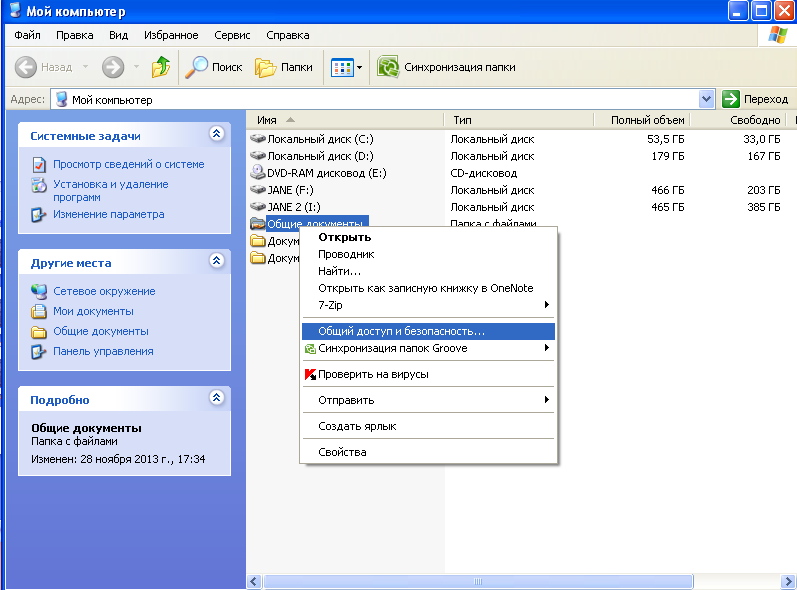 Мой компьютер
Файл Правка Вид Избранное Сервис Справка
Назад Поиск Папки Синхронизация папки
Адрес: Мой компьютер Переход
Системные задачи
Просмотр сведений о системе
Установка и удаление
программ
Изменение параметра
Другие места
Сетевое окружение
Мои документы
Общие документы
Панель управления
Подробно
Общие документы
Папка с файлами
Изменен: 28 ноября 2013 г., 17:34
Имя Тип Полный объем Свободно
Локальный диск (C:) Локальный диск 53,5 ГБ 33,0 ГБ
Локальный диск (D:) Локальный диск 179 ГБ 167 ГБ
DVD-RAM дисковод (E:) CD-дисковод
JANE (F:) Локальный диск 466 ГБ 203 ГБ
JANE 2 (I:) Локальный диск 465 ГБ 385 ГБ
Общие документы Папка с файлами
Докум
Докум
Открыть
Проводник
Найти...
Открыть как записную книжку в OneNote
7-Zip
Общий доступ и безопасность...
Синхронизация папок Groove
Проверить на вирусы
Отправить
Создать ярлык
Свойства